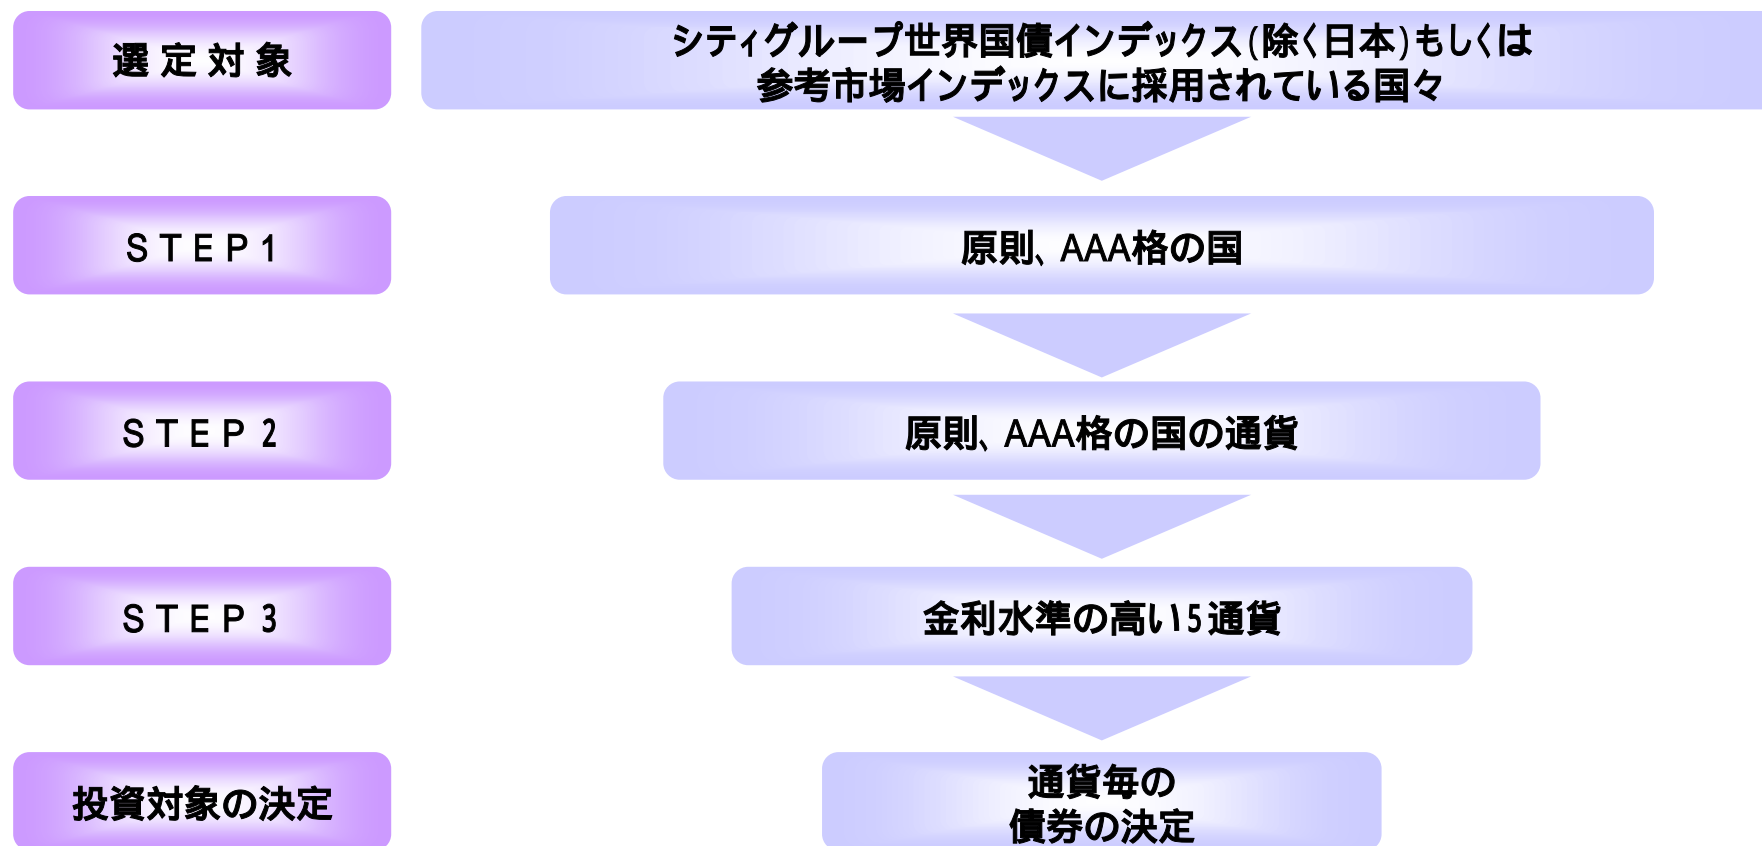 選定対象
シティグループ世界国債インデックス(除く日本)もしくは
参考市場インデックスに採用されている国々
STEP1
原則、AAA格の国
STEP2
原則、AAA格の国の通貨
STEP3
金利水準の高い5通貨
投資対象の決定
通貨毎の
債券の決定